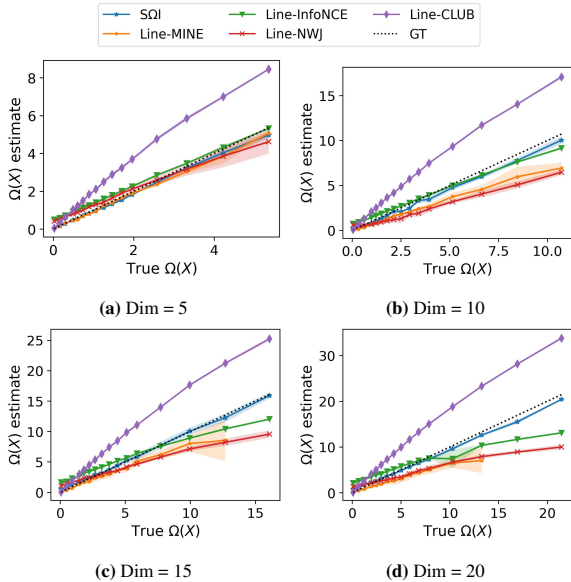 SΩI Line-InfoNCE Line-CLUB
Line-MINE Line-NWJ GT
Ω(X) estimate
8
6
4
2
0
0 2 4
True Ω(X)
(a) Dim = 5
15
10
5
0
0.0 2.5 5.0 7.5 10.0
True Ω(X)
(b) Dim = 10
Ω(X) estimate
25
20
15
10
5
0
0 5 10 15
True Ω(X)
(c) Dim = 15
30
20
10
0
0 5 10 15 20
True Ω(X)
(d) Dim = 20